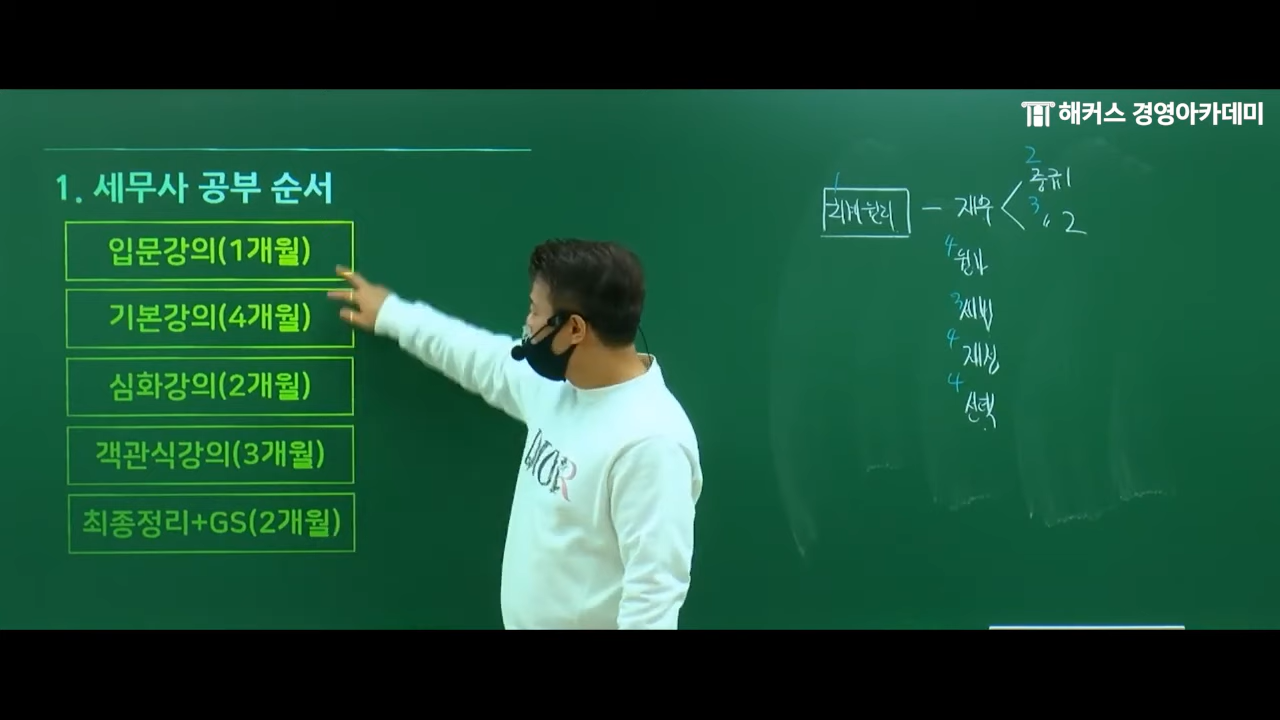 해커스 경영아카데미
1. 세무사 공부 순서
입문강의(1개월)
기본강의(4개월)
심화강의(2개월)
객관식강의(3개월)
최종정리+GS(2개월)
1
회계원리 - 재무
2
중급1
3
〃 2
4
원가
3
세법
4
재정
4
선택
DIOR